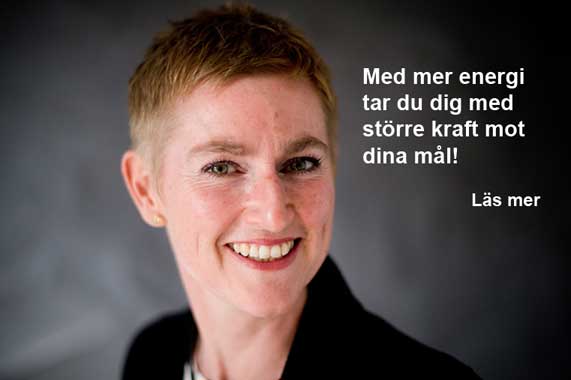 Med mer energi
tar du dig med
större kraft mot
dina mål!
Läs mer